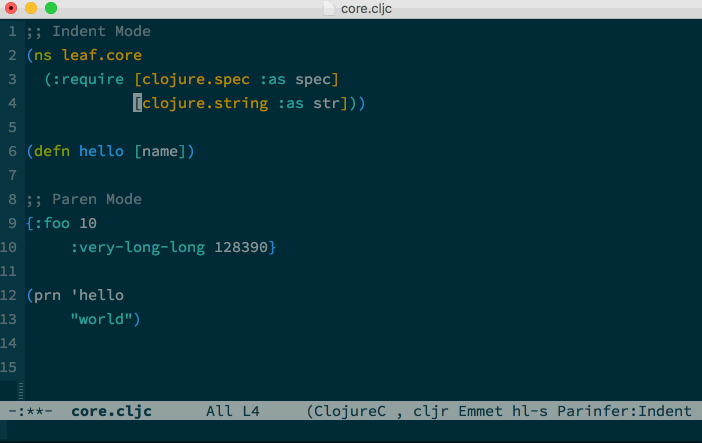 core.cljc
1 ;; Indent Mode
2 (ns leaf.core
3   (:require [clojure.spec :as spec]
4             [clojure.string :as str]))
5
6 (defn hello [name])
7
8 ;; Paren Mode
9 {:foo 10
10      :very-long-long 128390}
11
12 (prn 'hello
13      "world")
14
15
-:**-  core.cljc      All L4     (ClojureC , cljr Emmet hl-s Parinfer:Indent